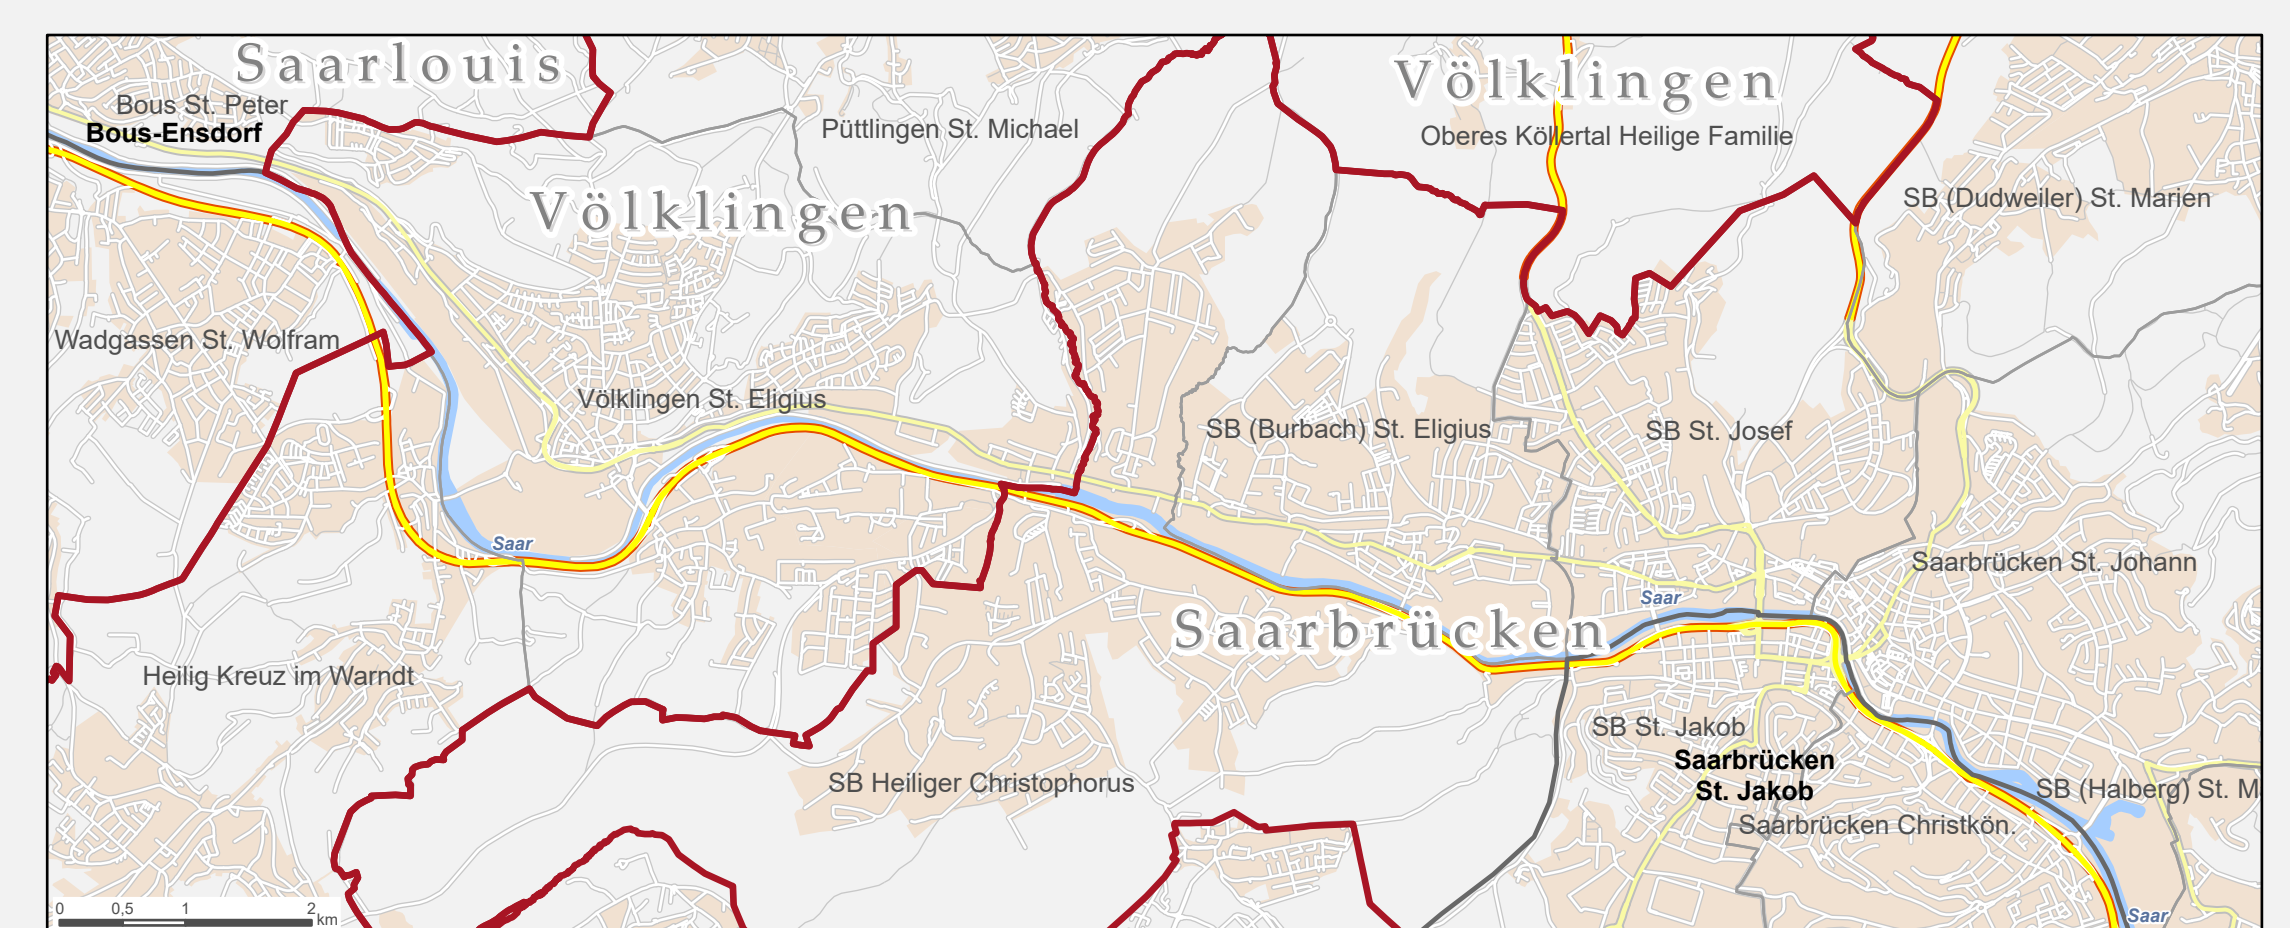 Saarlouis
Völklingen
Bous St. Peter
Bous-Ensdorf
Püttlingen St. Michael
Oberes Köllertal Heilige Familie
SB (Dudweiler) St. Marien
Völklingen
Wadgassen St. Wolfram
Völklingen St. Eligius
SB (Burbach) St. Eligius
SB St. Josef
Saar
Saarbrücken St. Johann
Saar
Saarbrücken
Heilig Kreuz im Warndt
SB St. Jakob
Saarbrücken
St. Jakob
SB Heiliger Christophorus
SB (Halberg) St. M
Saarbrücken Christkön.
Saar
0 0,5 1 2 km